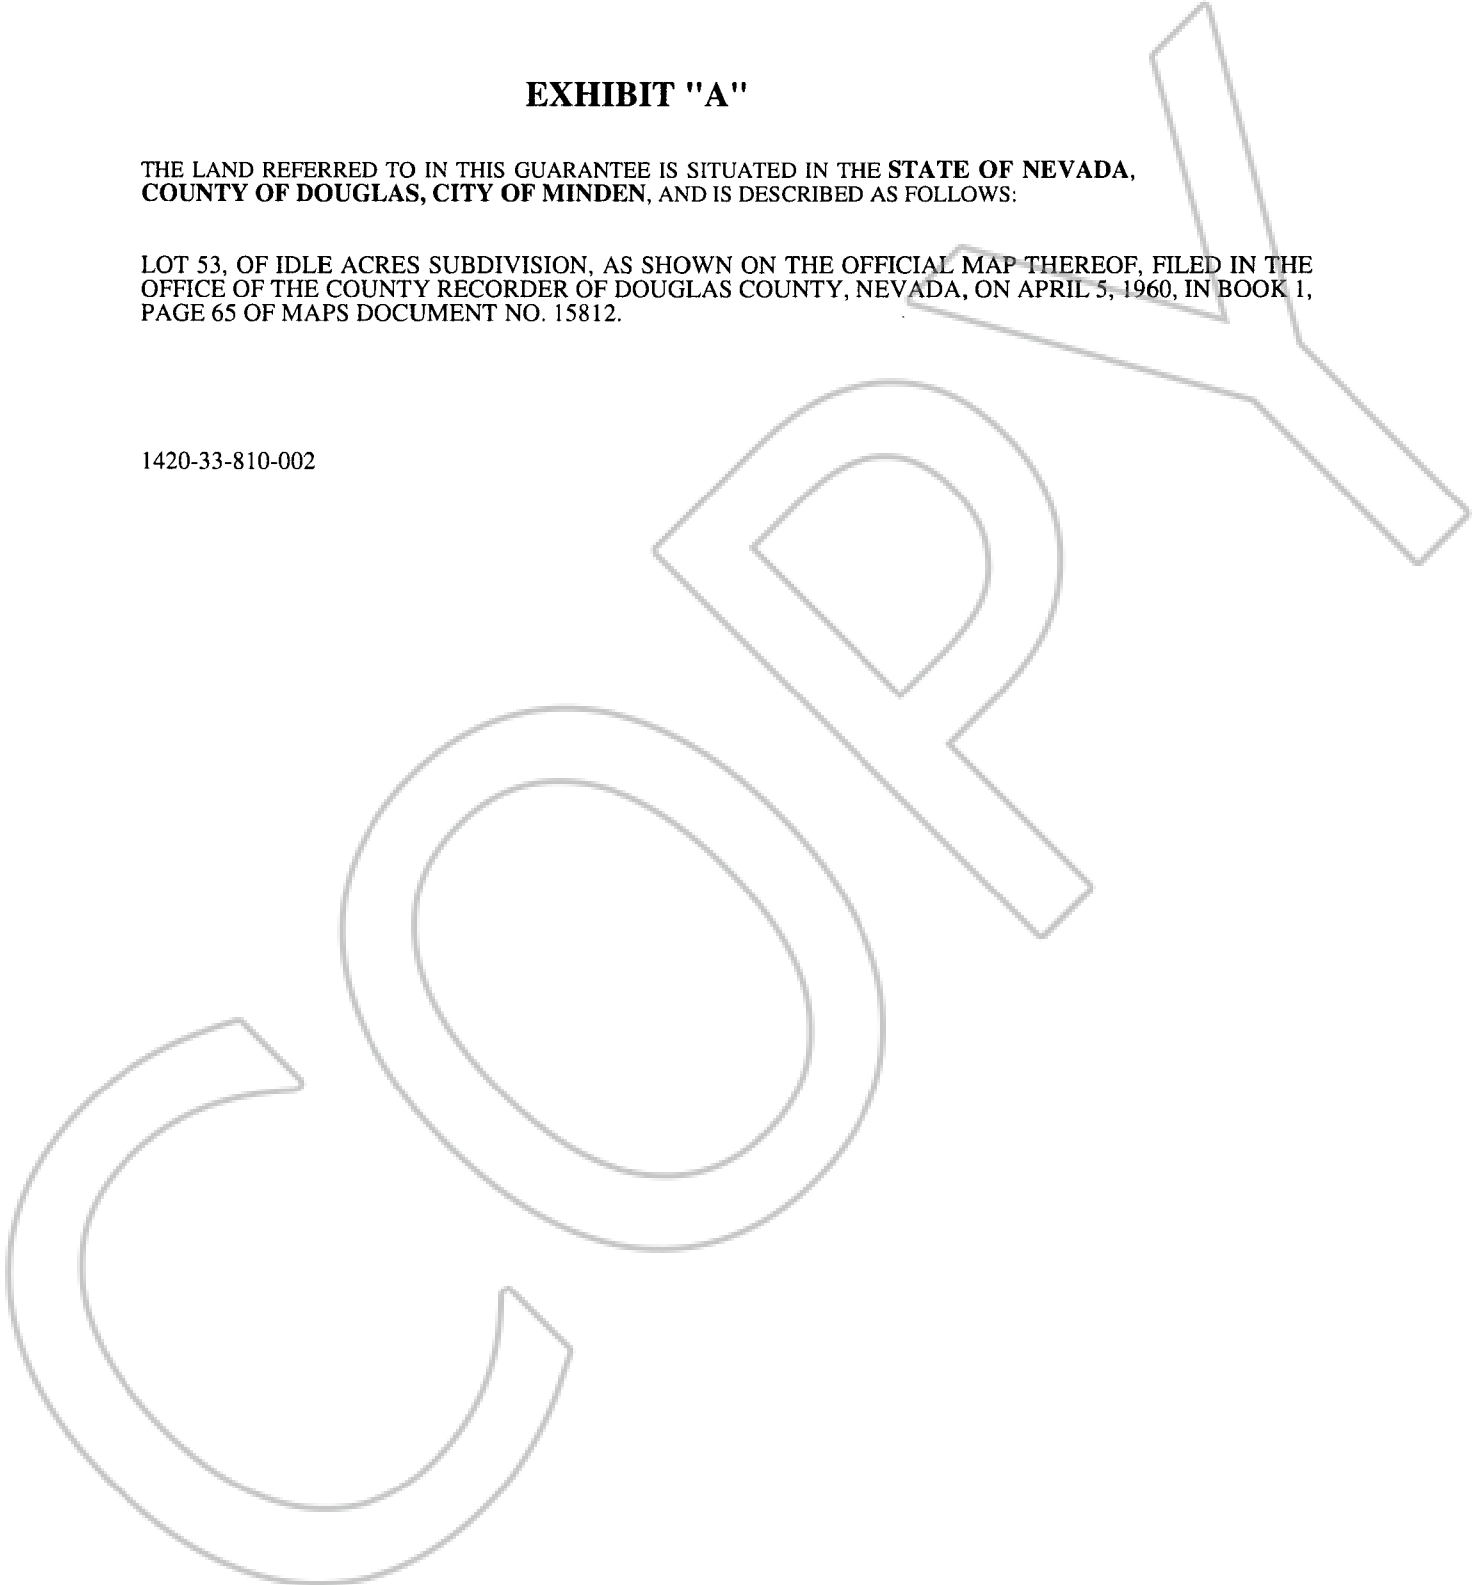 EXHIBIT "A"
THE LAND REFERRED TO IN THIS GUARANTEE IS SITUATED IN THE STATE OF NEVADA,
COUNTY OF DOUGLAS, CITY OF MINDEN, AND IS DESCRIBED AS FOLLOWS:
LOT 53, OF IDLE ACRES SUBDIVISION, AS SHOWN ON THE OFFICIAL MAP THEREOF, FILED IN THE
OFFICE OF THE COUNTY RECORDER OF DOUGLAS COUNTY, NEVADA, ON APRIL 5, 1960, IN BOOK 1,
PAGE 65 OF MAPS DOCUMENT NO. 15812.
1420-33-810-002
COPY